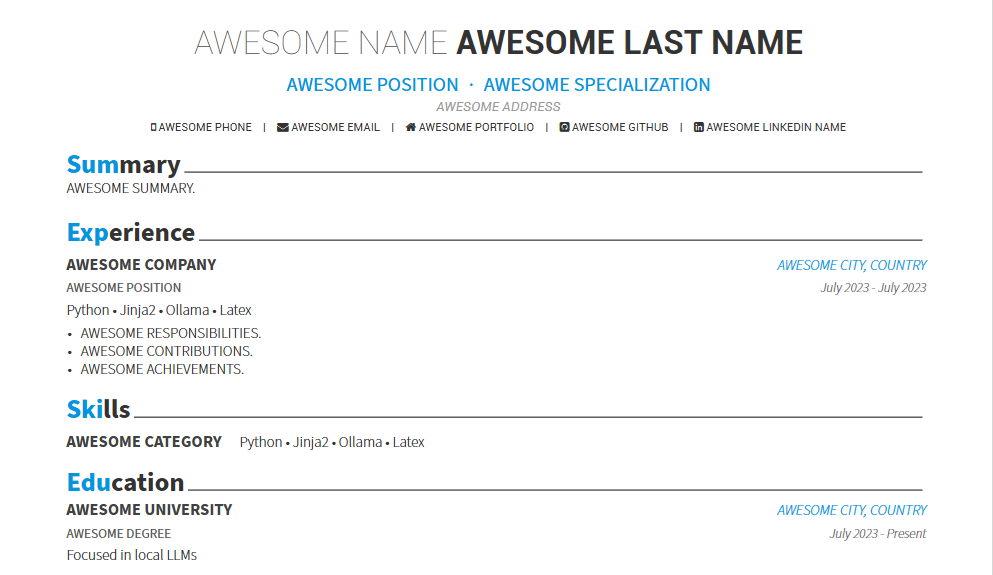 AWESOME NAME AWESOME LAST NAME
AWESOME POSITION · AWESOME SPECIALIZATION
AWESOME ADDRESS
AWESOME PHONE | AWESOME EMAIL | AWESOME PORTFOLIO | AWESOME GITHUB | AWESOME LINKEDIN NAME
Summary
AWESOME SUMMARY.
Experience
AWESOME COMPANY AWESOME CITY, COUNTRY
AWESOME POSITION July 2023 - July 2023
Python • Jinja2 • Ollama • Latex
• AWESOME RESPONSIBILITIES.
• AWESOME CONTRIBUTIONS.
• AWESOME ACHIEVEMENTS.
Skills
AWESOME CATEGORY Python • Jinja2 • Ollama • Latex
Education
AWESOME UNIVERSITY AWESOME CITY, COUNTRY
AWESOME DEGREE July 2023 - Present
Focused in local LLMs